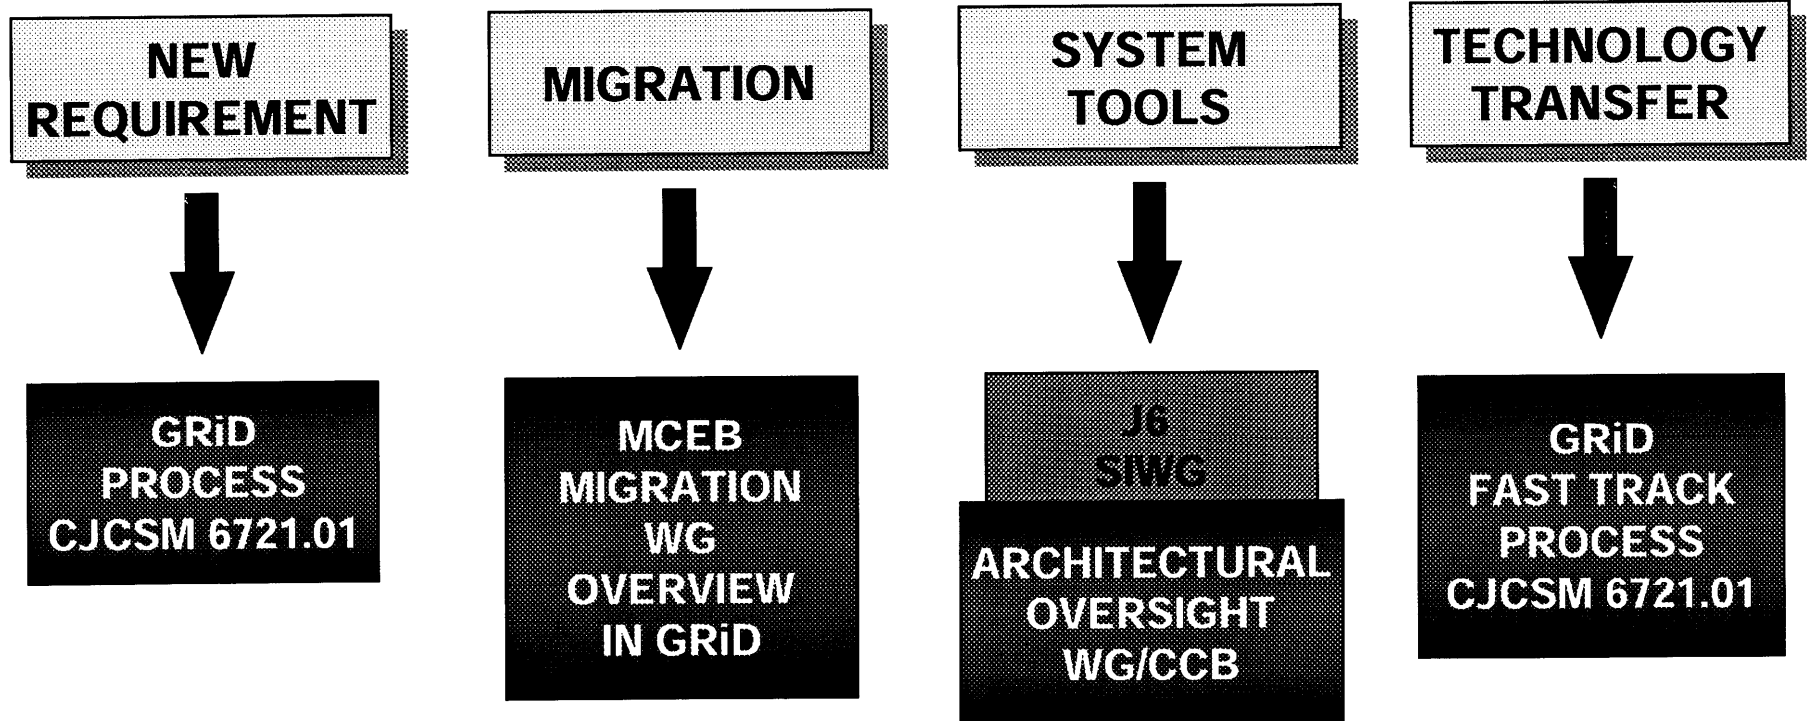 NEW
REQUIREMENT
MIGRATION
SYSTEM
TOOLS
TECHNOLOGY
TRANSFER
GRiD
PROCESS
CJCSM 6721.01
MCEB
MIGRATION
WG
OVERVIEW
IN GRiD
J6
SIWG
ARCHITECTURAL
OVERSIGHT
WG/CCB
GRiD
FAST TRACK
PROCESS
CJCSM 6721.01